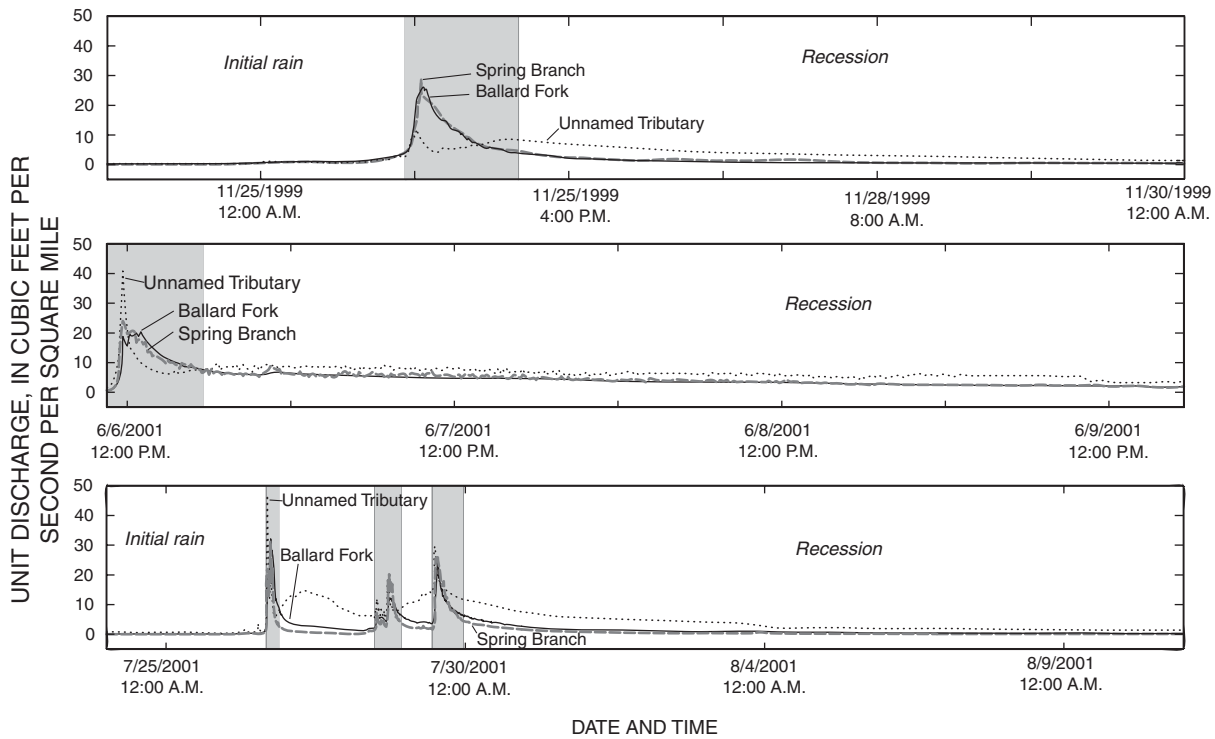 UNIT DISCHARGE, IN CUBIC FEET PER
SECOND PER SQUARE MILE
50
40
30
20
10
0
Initial rain
Spring Branch
Ballard Fork
Unnamed Tributary
Recession
11/25/1999
12:00 A.M.
11/25/1999
4:00 P.M.
11/28/1999
8:00 A.M.
11/30/1999
12:00 A.M.
50
40
30
20
10
0
Unnamed Tributary
Ballard Fork
Spring Branch
Recession
6/6/2001
12:00 P.M.
6/7/2001
12:00 P.M.
6/8/2001
12:00 P.M.
6/9/2001
12:00 P.M.
50
40
30
20
10
0
Initial rain
Unnamed Tributary
Ballard Fork
Spring Branch
Recession
7/25/2001
12:00 A.M.
7/30/2001
12:00 A.M.
8/4/2001
12:00 A.M.
8/9/2001
12:00 A.M.
DATE AND TIME